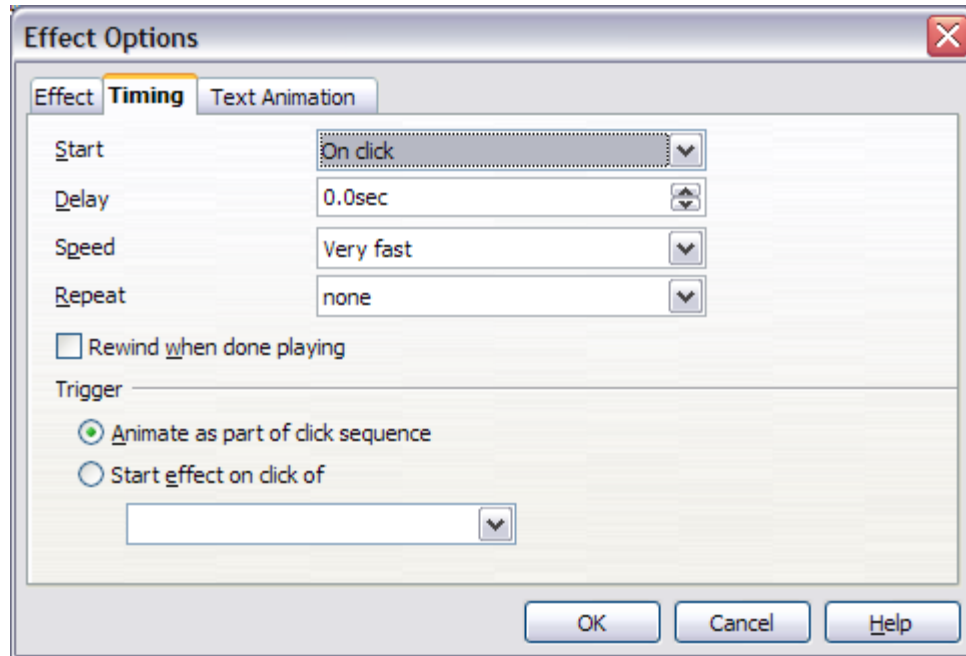 Effect Options
Effect Timing Text Animation
Start On click
Delay 0.0sec
Speed Very fast
Repeat none
Rewind when done playing
Trigger
Animate as part of click sequence
Start effect on click of
OK Cancel Help